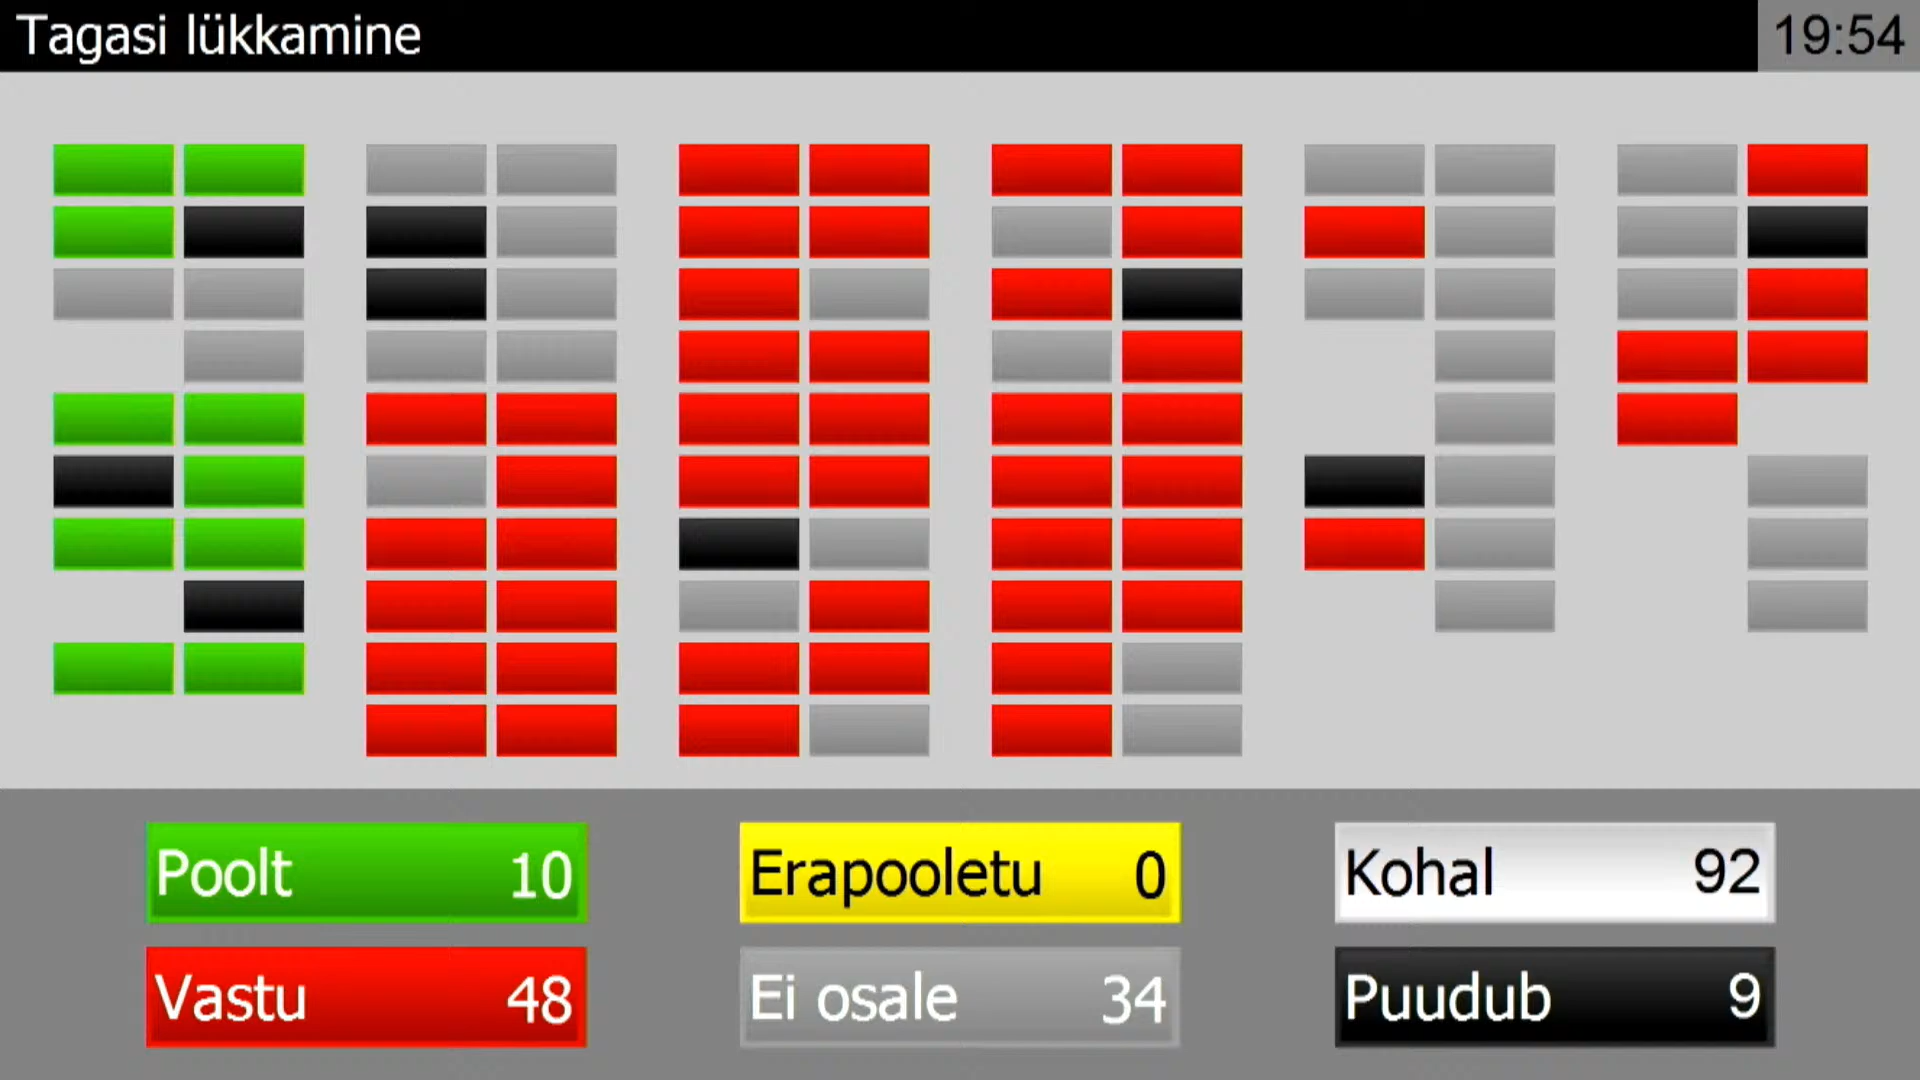 Tagasi lükkamine
19:54
Poolt 10
Erapooletu 0
Kohal 92
Vastu 48
Ei osale 34
Puudub 9